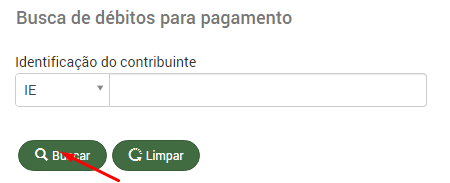 Busca de débitos para pagamento
Identificação do contribuinte
IE
Buscar Limpar